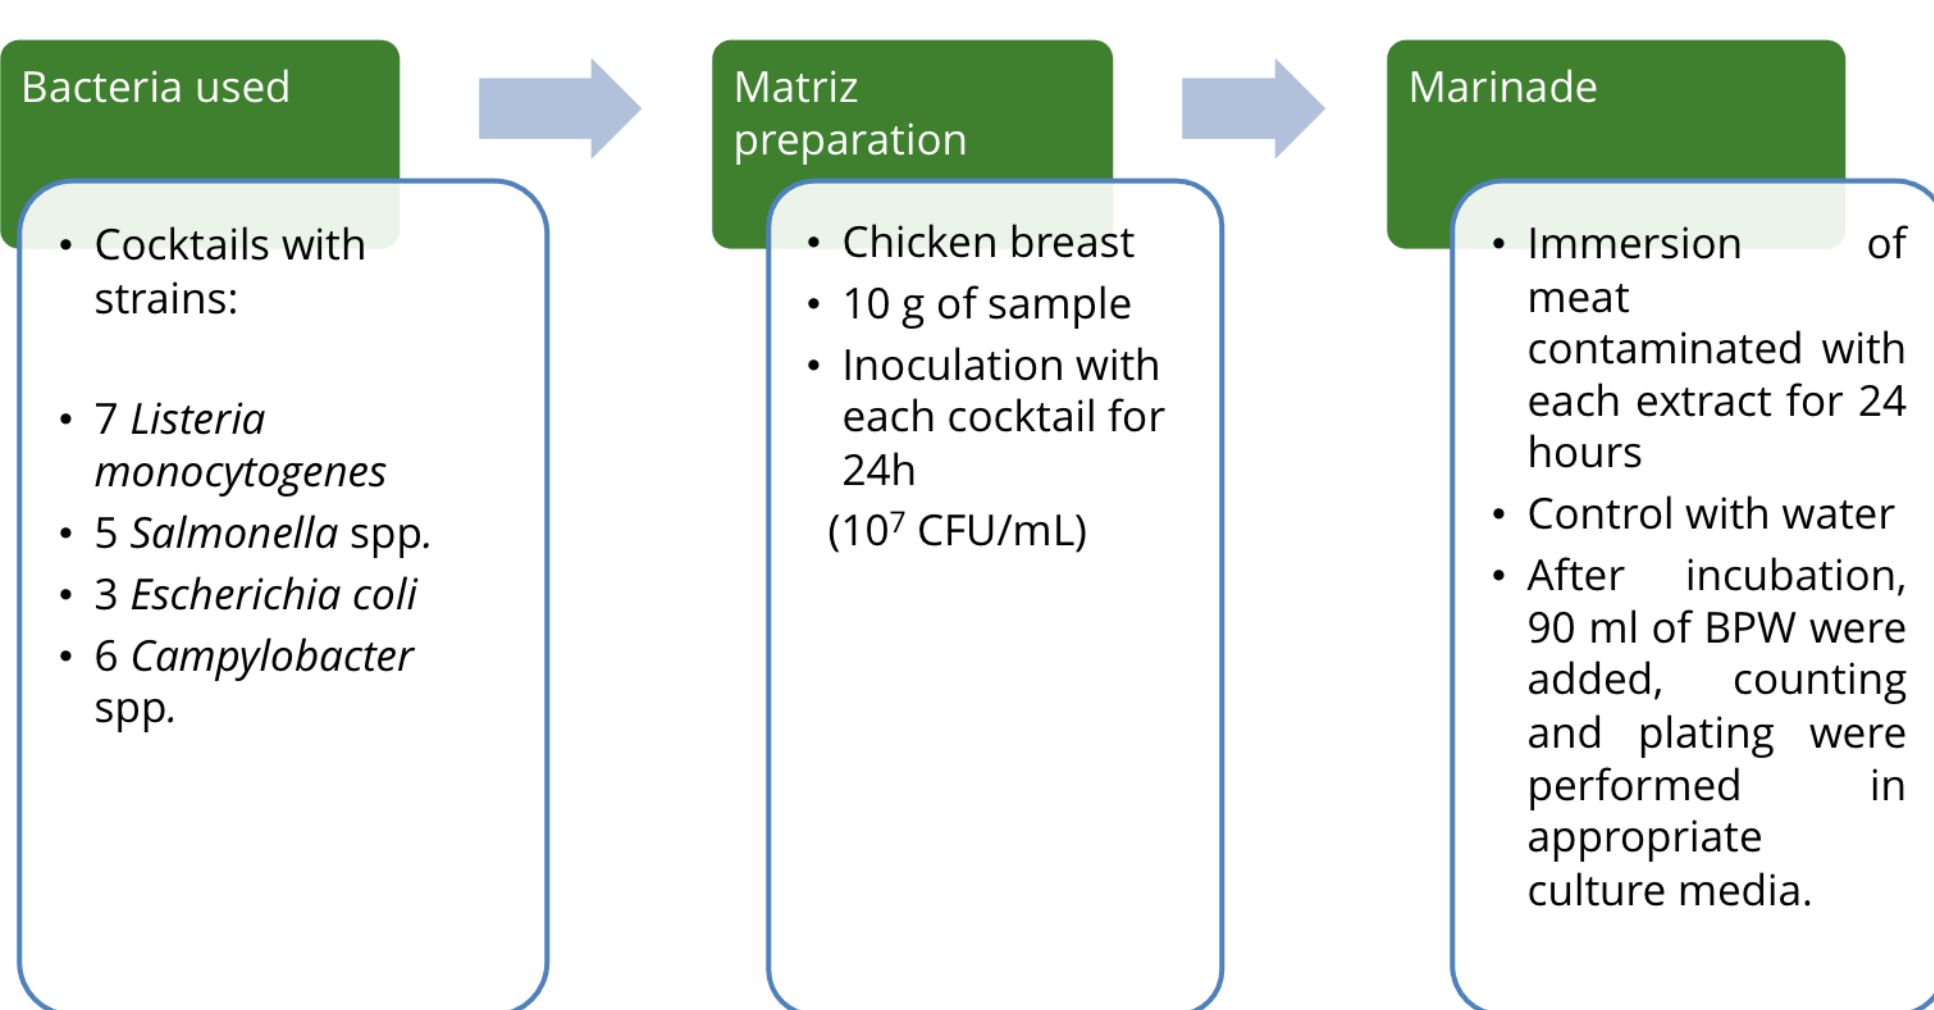 Bacteria used
• Cocktails with
strains:
• 7 Listeria
monocytogenes
• 5 Salmonella spp.
• 3 Escherichia coli
• 6 Campylobacter
spp.
Matriz
preparation
• Chicken breast
• 10 g of sample
• Inoculation with
each cocktail for
24h
(10⁷ CFU/mL)
Marinade
• Immersion of
meat
contaminated with
each extract for 24
hours
• Control with water
• After incubation,
90 ml of BPW were
added, counting
and plating were
performed in
appropriate
culture media.